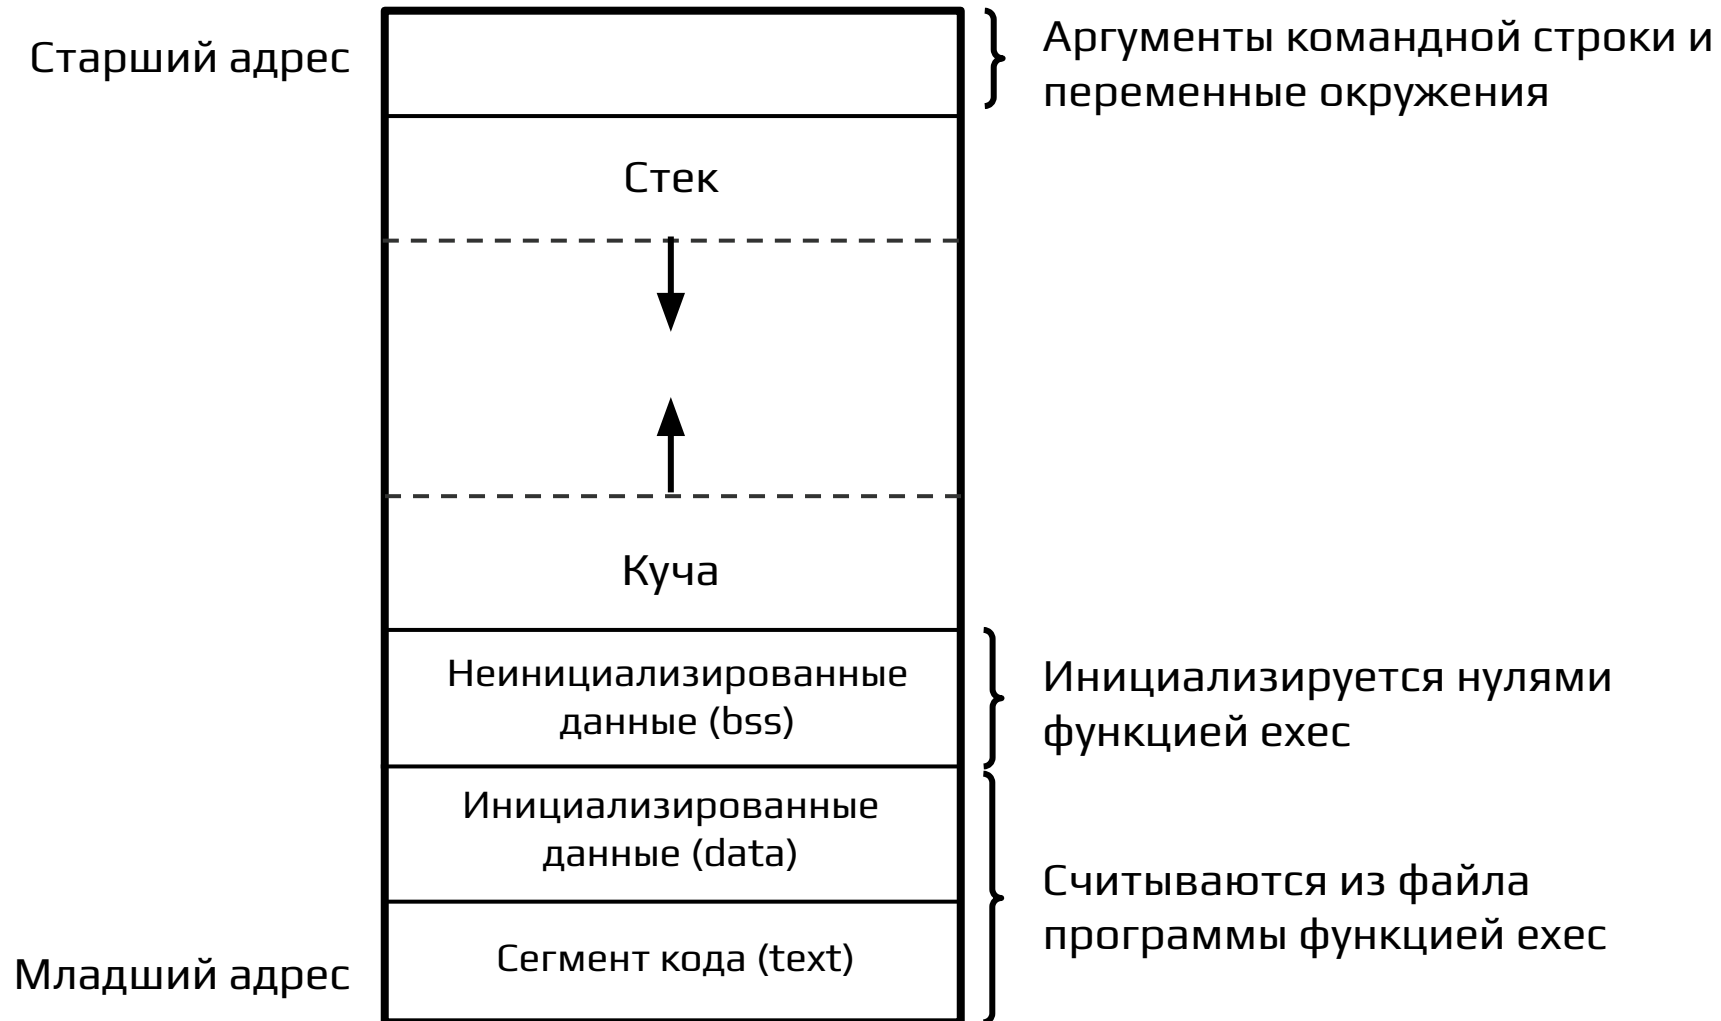 Старший адрес
Аргументы командной строки и
переменные окружения
Стек
Куча
Неинициализированные
данные (bss)
Инициализируется нулями
функцией exec
Инициализированные
данные (data)
Считываются из файла
программы функцией exec
Сегмент кода (text)
Младший адрес